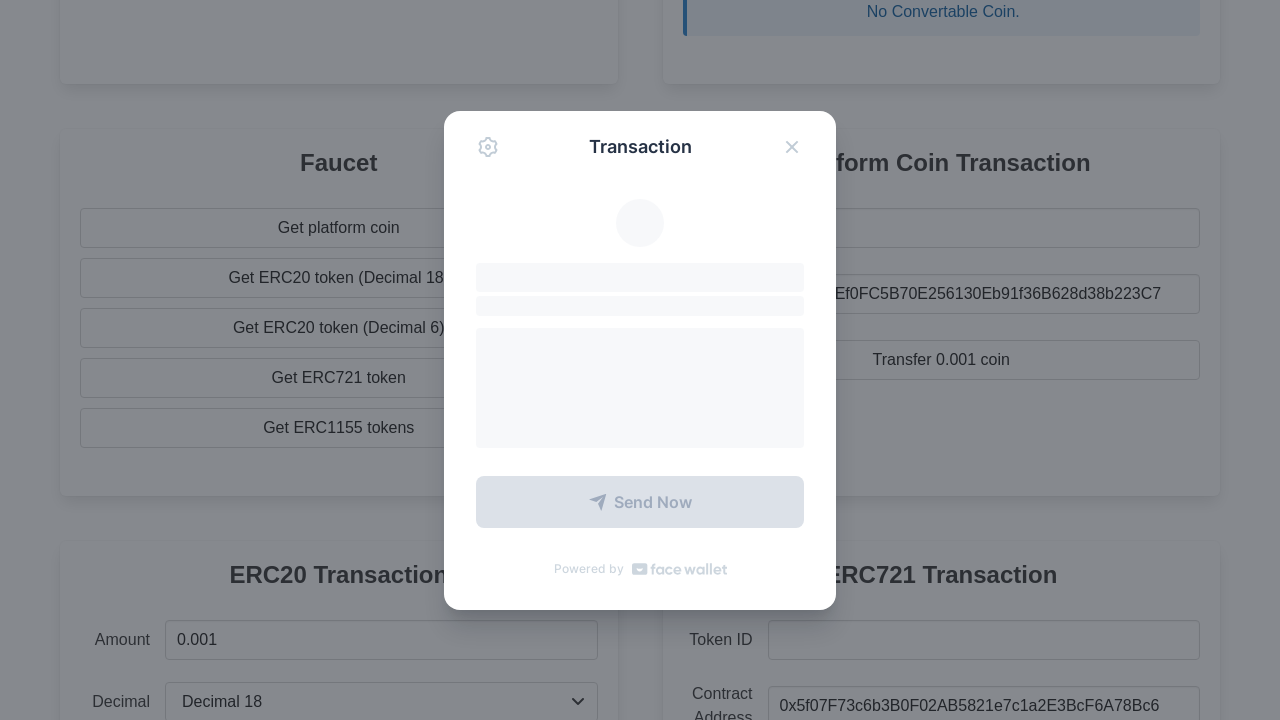 No Convertable Coin.
Transaction
Faucet
form Coin Transaction
Get platform coin
Get ERC20 token (Decimal 18
Ef0FC5B70E256130Eb91f36B628d38b223C7
Get ERC20 token (Decimal 6)
Transfer 0.001 coin
Get ERC721 token
Get ERC1155 tokens
Send Now
Powered by face wallet
ERC20 Transaction
ERC721 Transaction
Amount 0.001
Token ID
Decimal Decimal 18
Contract
Address 0x5f07F73c6b3B0F02AB5821e7c1a2E3BcF6A78Bc6